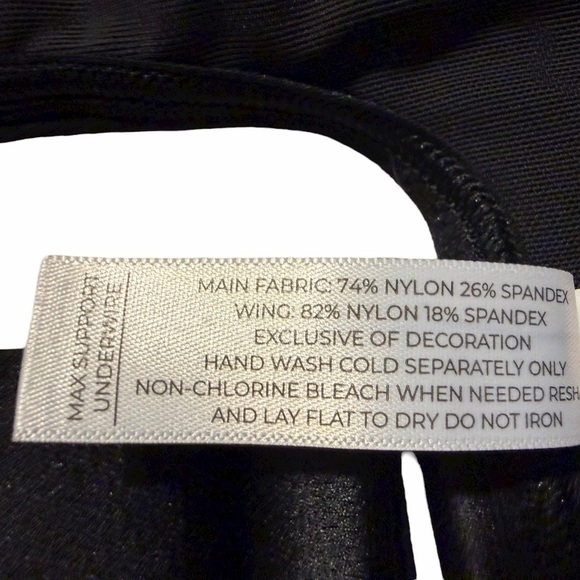 MAX SUPPORT
UNDERWIRE
MAIN FABRIC: 74% NYLON 26% SPANDEX
WING: 82% NYLON 18% SPANDEX
EXCLUSIVE OF DECORATION
HAND WASH COLD SEPARATELY ONLY
NON-CHLORINE BLEACH WHEN NEEDED RESHA
AND LAY FLAT TO DRY DO NOT IRON